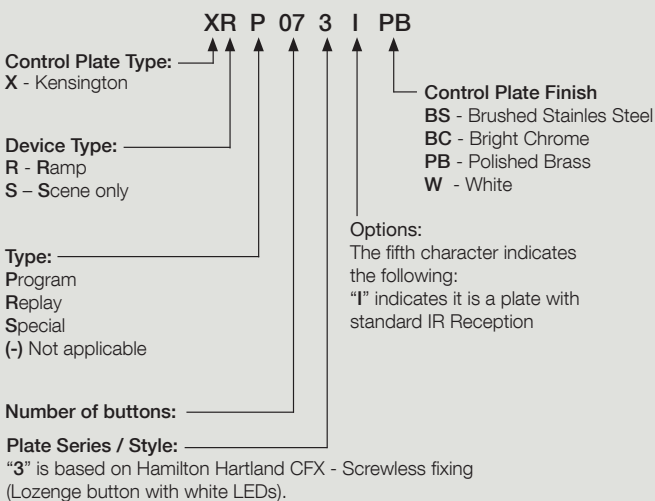 XR P 07 3 I PB
Control Plate Type:
X - Kensington
Device Type:
R - Ramp
S – Scene only
Type:
Program
Replay
Special
(-) Not applicable
Number of buttons:
Plate Series / Style:
“3” is based on Hamilton Hartland CFX - Screwless fixing
(Lozenge button with white LEDs).
Control Plate Finish
BS - Brushed Stainles Steel
BC - Bright Chrome
PB - Polished Brass
W - White
Options:
The fifth character indicates
the following:
“I” indicates it is a plate with
standard IR Reception